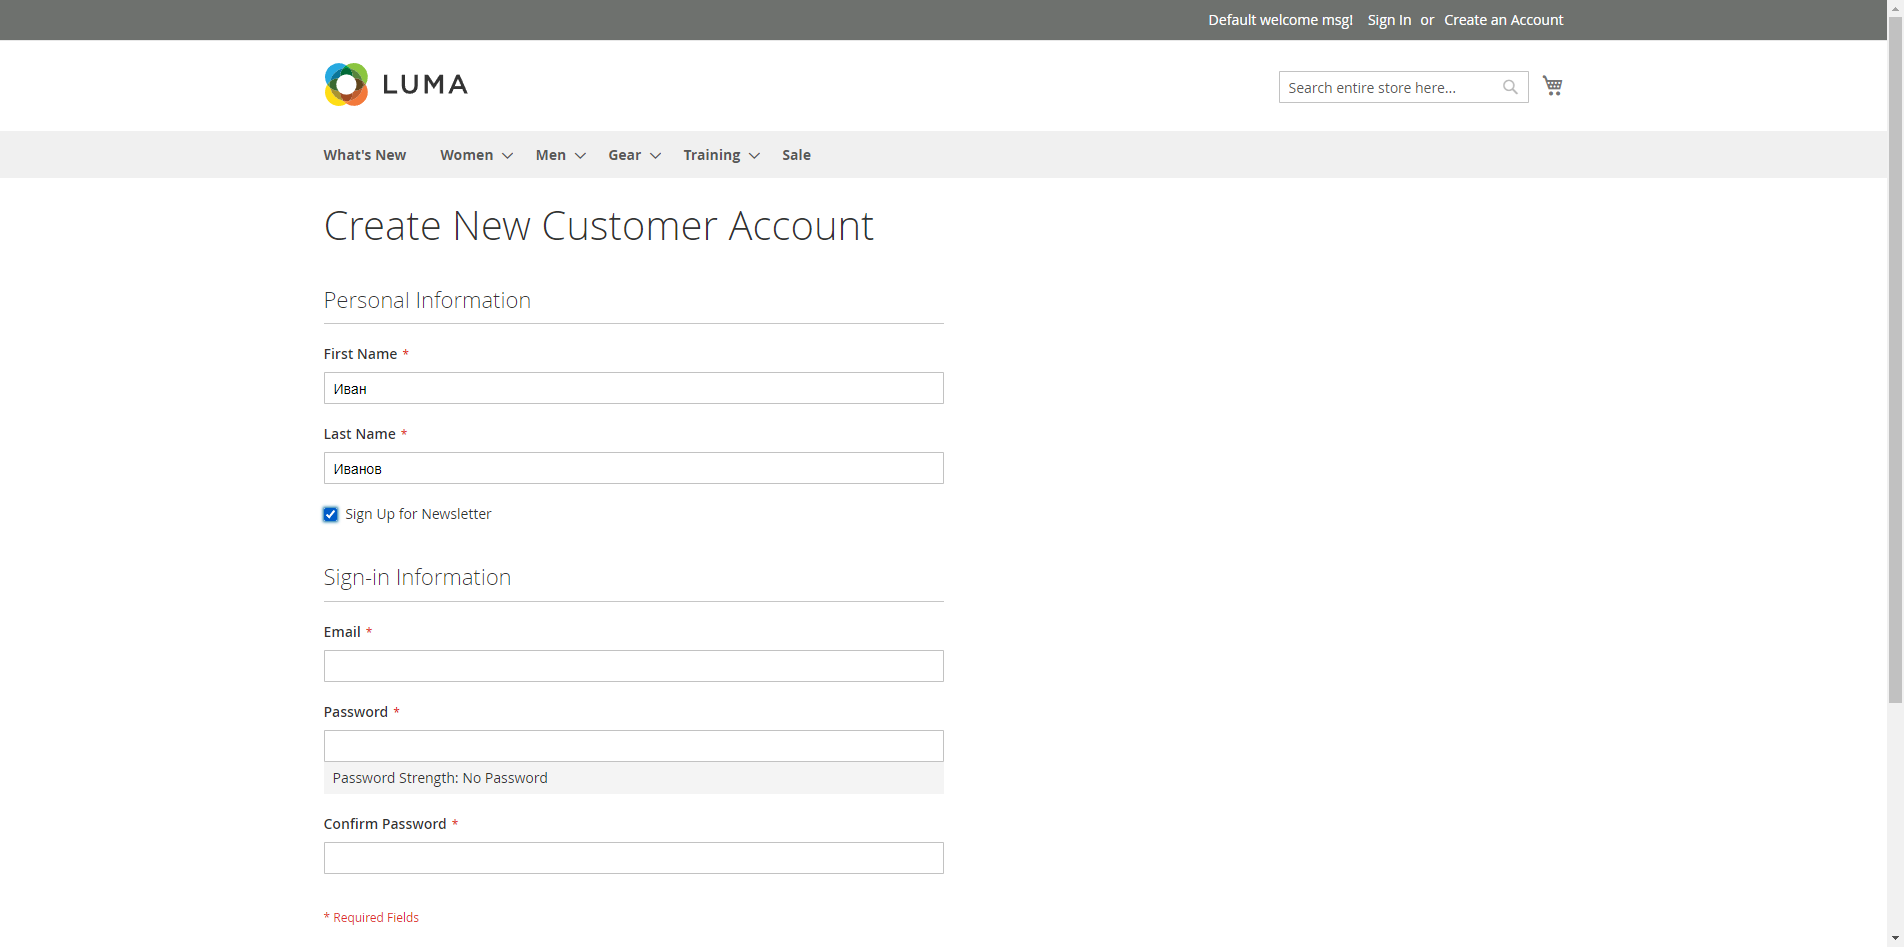 Default welcome msg! Sign In or Create an Account
LUMA
Search entire store here...
What's New Women Men Gear Training Sale
Create New Customer Account
Personal Information
First Name *
Иван
Last Name *
Иванов
Sign Up for Newsletter
Sign-in Information
Email *
Password *
Password Strength: No Password
Confirm Password *
* Required Fields